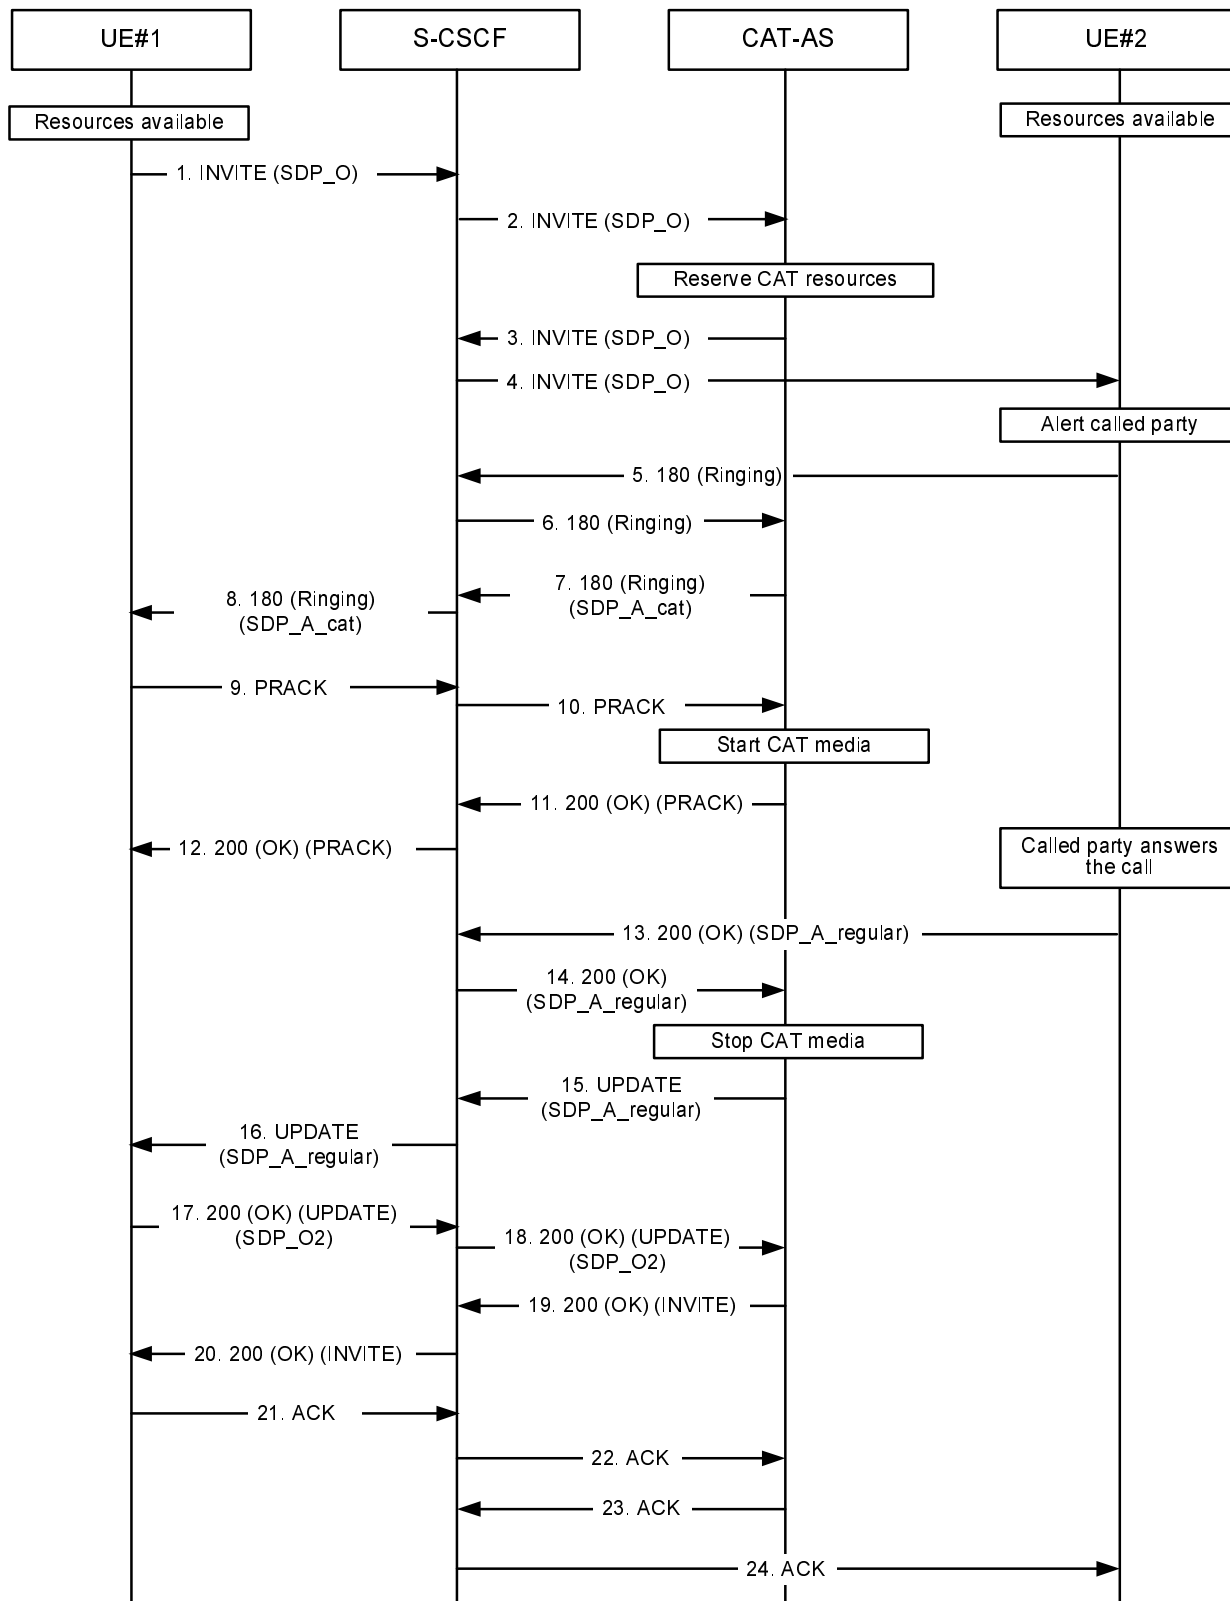 UE#1
S-CSCF
CAT-AS
UE#2
Resources available
Resources available
1. INVITE (SDP_O)
2. INVITE (SDP_O)
Reserve CAT resources
3. INVITE (SDP_O)
4. INVITE (SDP_O)
Alert called party
5. 180 (Ringing)
6. 180 (Ringing)
7. 180 (Ringing)
(SDP_A_cat)
8. 180 (Ringing)
(SDP_A_cat)
9. PRACK
10. PRACK
Start CAT media
11. 200 (OK) (PRACK)
12. 200 (OK) (PRACK)
Called party answers
the call
13. 200 (OK) (SDP_A_regular)
14. 200 (OK)
(SDP_A_regular)
Stop CAT media
15. UPDATE
(SDP_A_regular)
16. UPDATE
(SDP_A_regular)
17. 200 (OK) (UPDATE)
(SDP_O2)
18. 200 (OK) (UPDATE)
(SDP_O2)
19. 200 (OK) (INVITE)
20. 200 (OK) (INVITE)
21. ACK
22. ACK
23. ACK
24. ACK